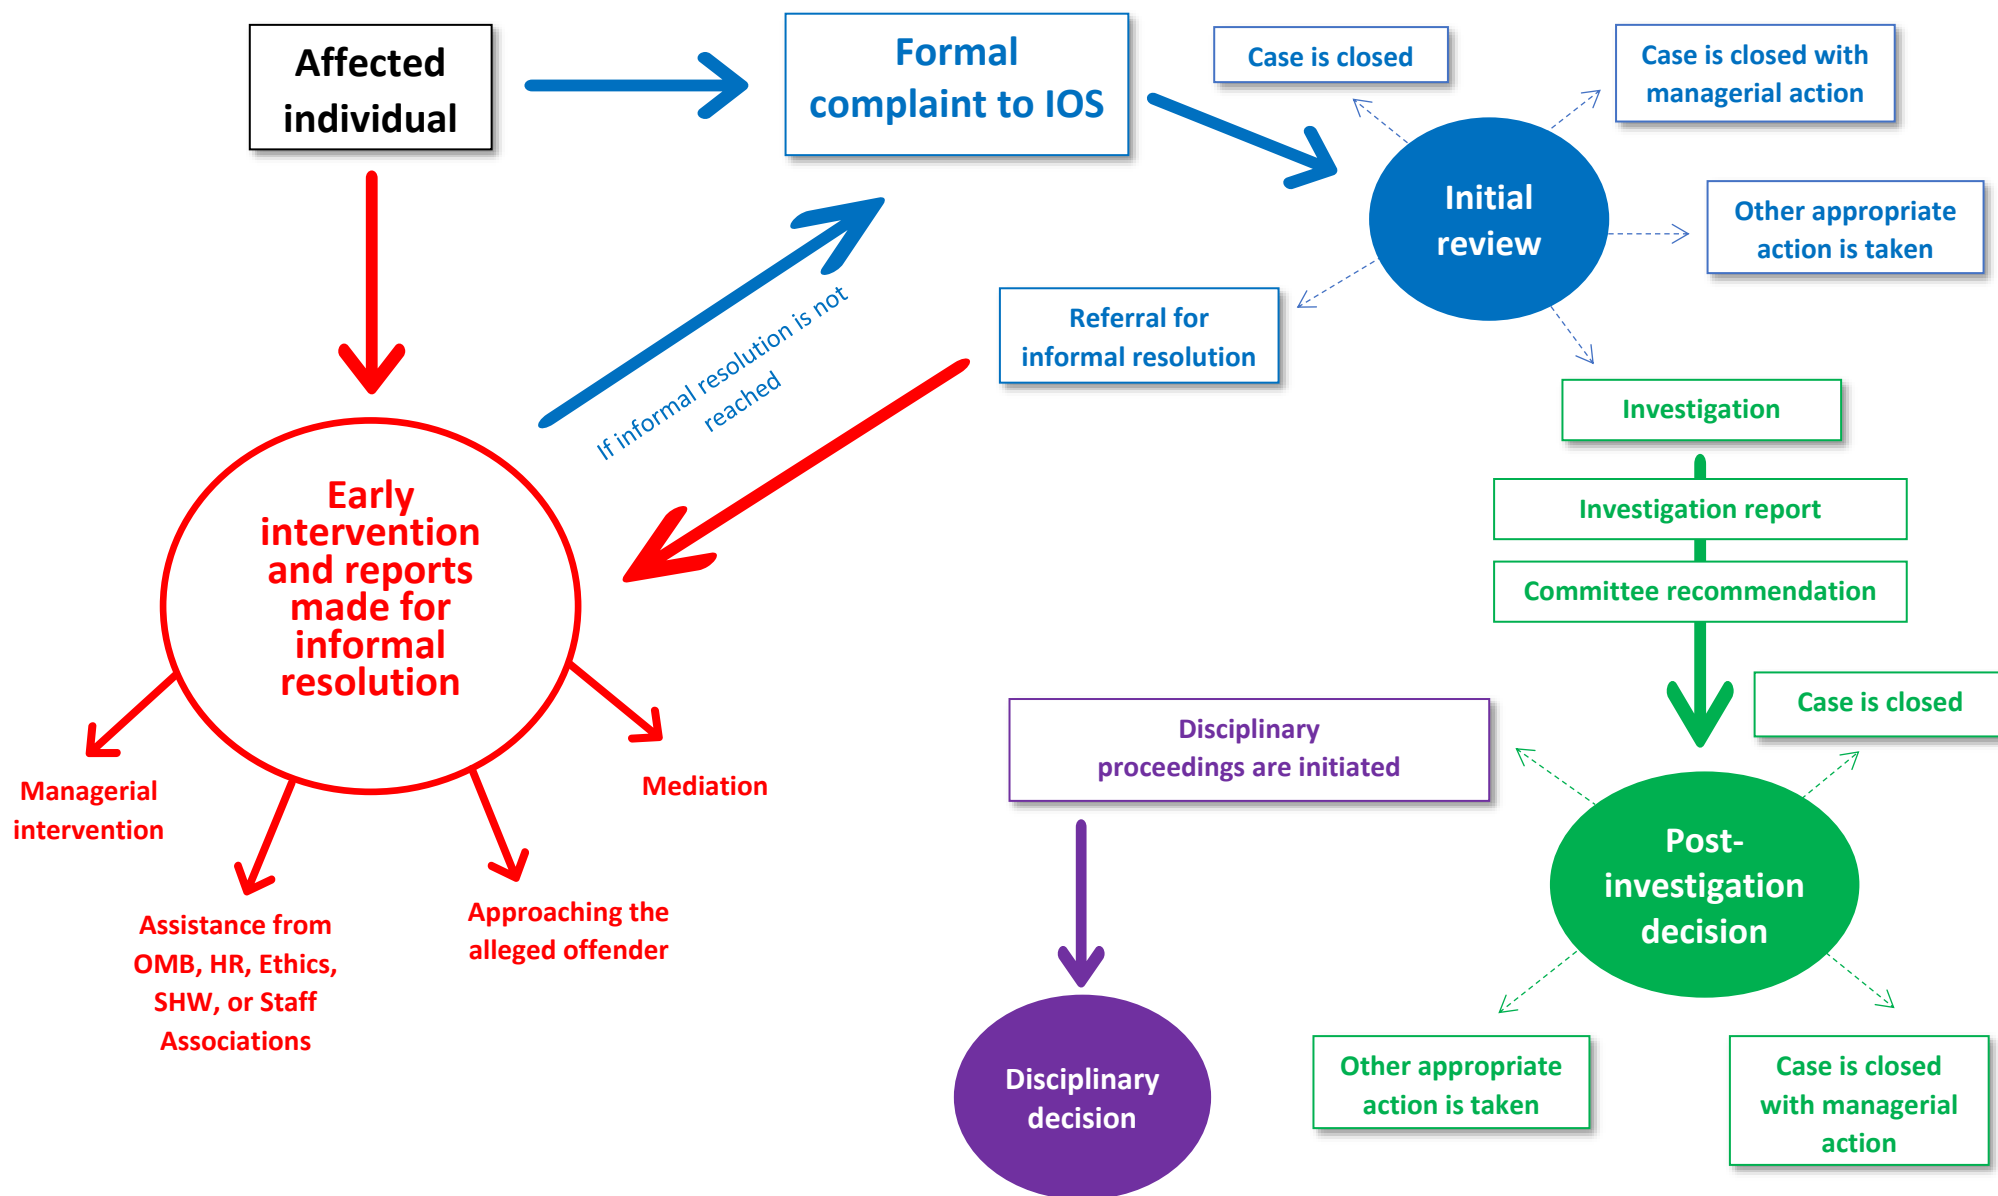 Affected
individual
Formal
complaint to IOS
Case is closed
Case is closed with
managerial action
Initial
review
Other appropriate
action is taken
Referral for
informal resolution
If informal resolution is not
reached
Investigation
Investigation report
Committee recommendation
Early
intervention
and reports
made for
informal
resolution
Managerial
intervention
Assistance from
OMB, HR, Ethics,
SHW, or Staff
Associations
Approaching the
alleged offender
Mediation
Disciplinary
proceedings are initiated
Case is closed
Post-
investigation
decision
Disciplinary
decision
Other appropriate
action is taken
Case is closed
with managerial
action